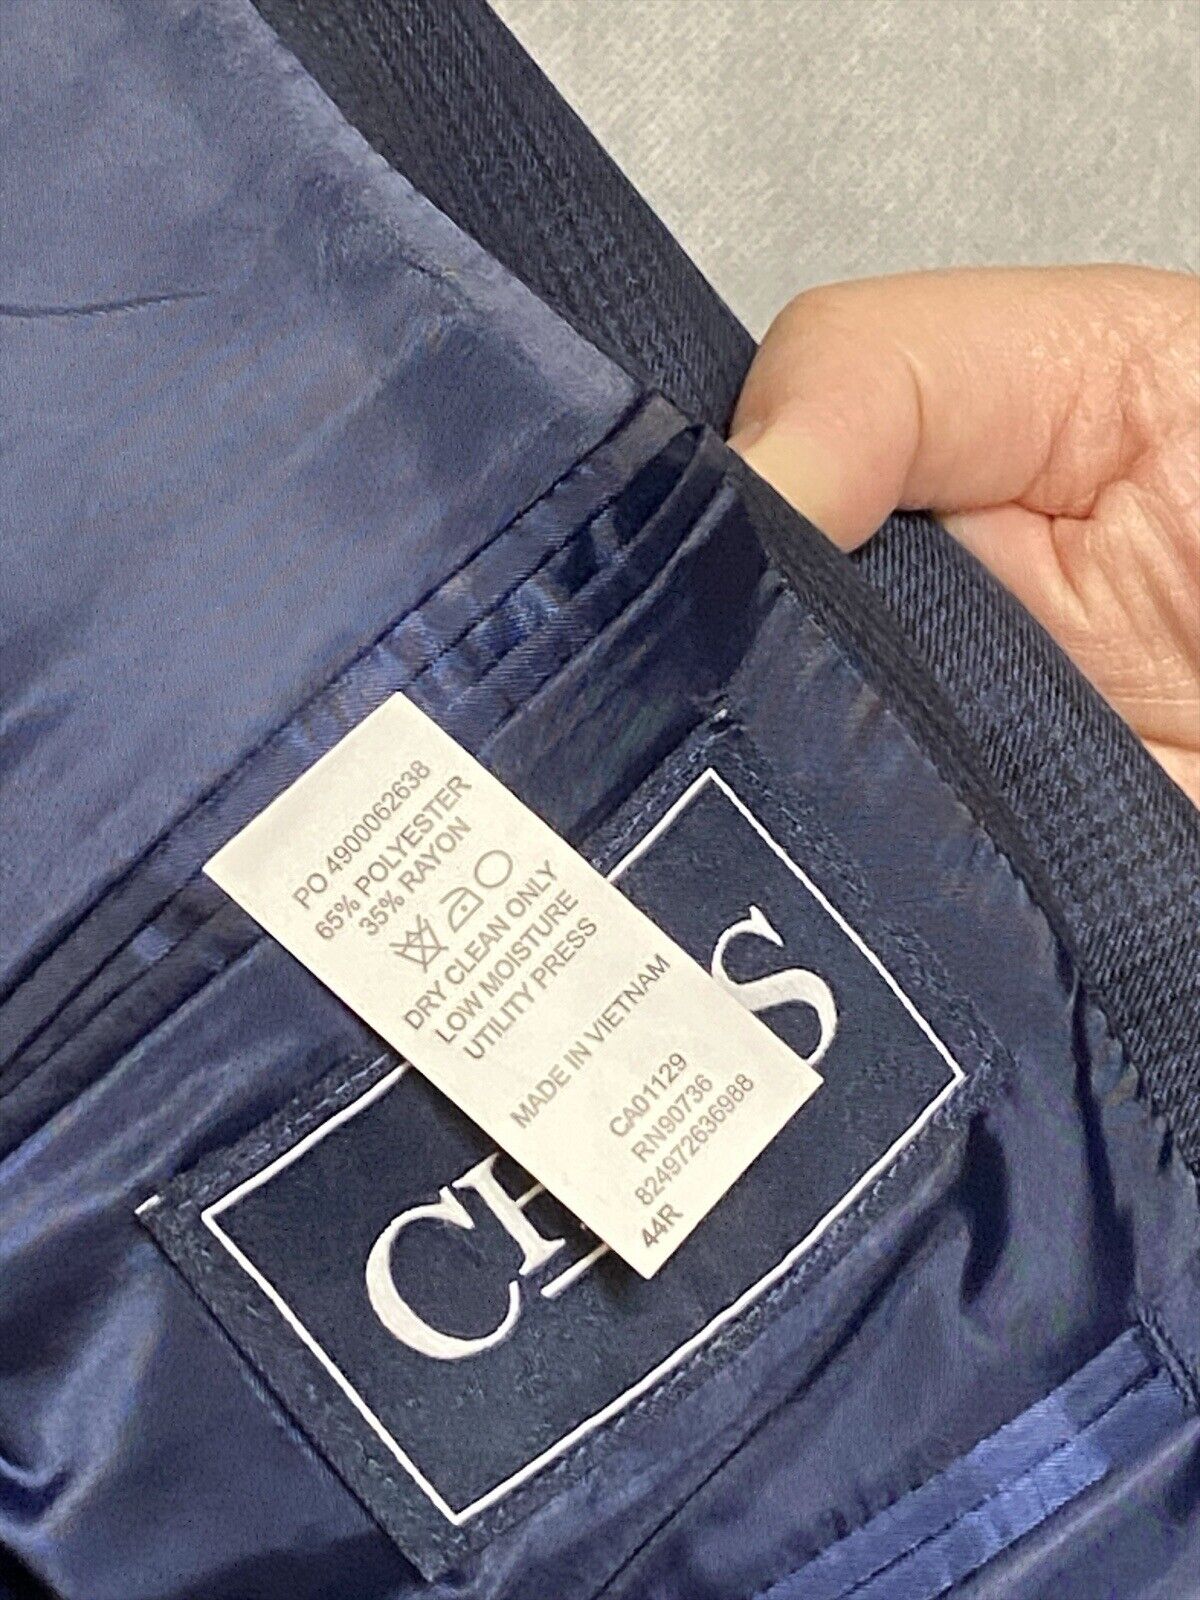 PO 4900062638
65% POLYESTER
35% RAYON
DRY CLEAN ONLY
LOW MOISTURE
UTILITY PRESS
MADE IN VIETNAM
CA01129
RN90736
824972636988
44R